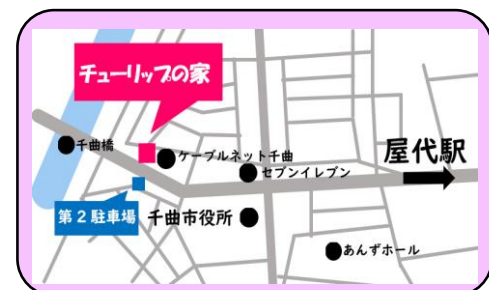 チューリップの家
千曲橋
ケーブルネット千曲
セブンイレブン
屋代駅
第2駐車場
千曲市役所
あんずホール